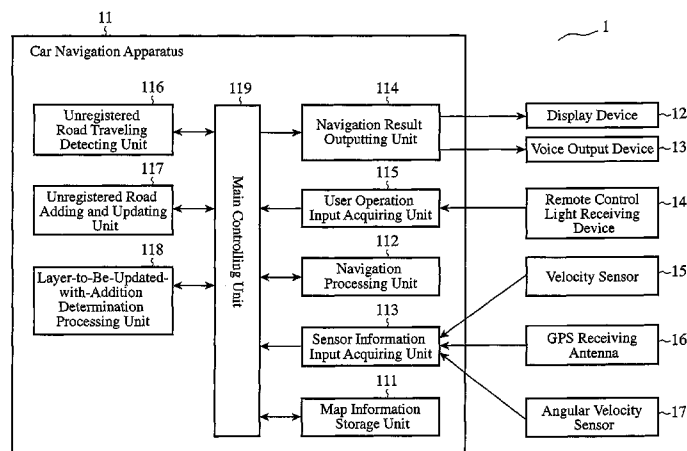 11
1
Car Navigation Apparatus
116
Unregistered
Road Traveling
Detecting Unit
117
Unregistered Road
Adding and Updating
Unit
118
Layer-to-Be-Updated-
with-Addition
Determination
Processing Unit
119
Main Controlling Unit
114
Navigation Result
Outputting Unit
115
User Operation
Input Acquiring Unit
112
Navigation
Processing Unit
113
Sensor Information
Input Acquiring Unit
111
Map Information
Storage Unit
Display Device
12
Voice Output Device
13
Remote Control
Light Receiving
Device
14
Velocity Sensor
15
GPS Receiving
Antenna
16
Angular Velocity
Sensor
17